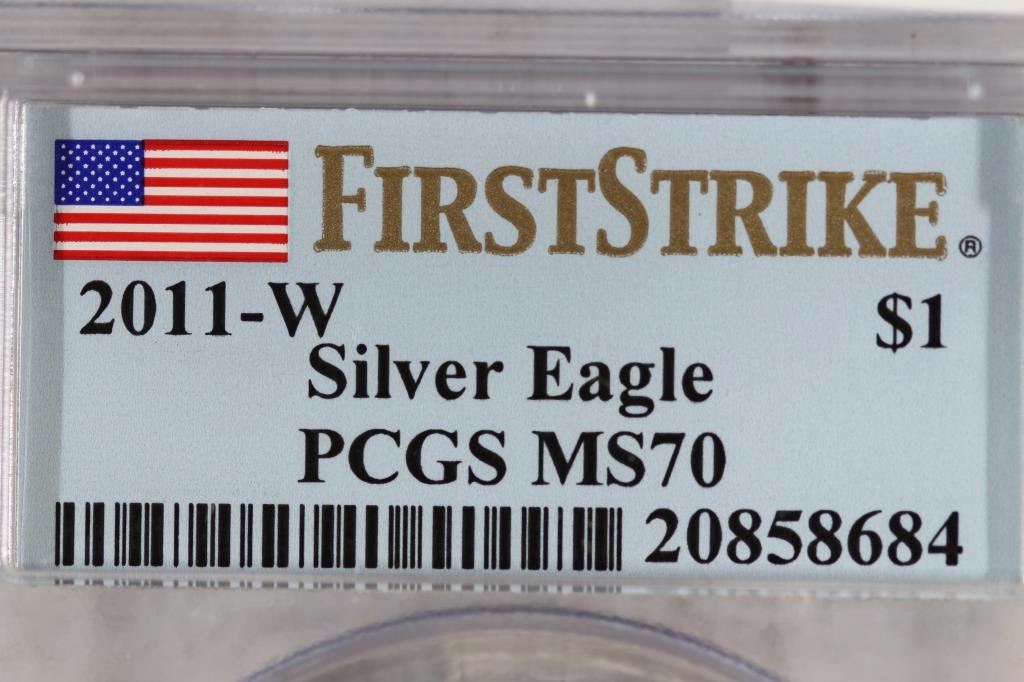 FIRSTSTRIKE®
2011-W $1
Silver Eagle
PCGS MS70
20858684